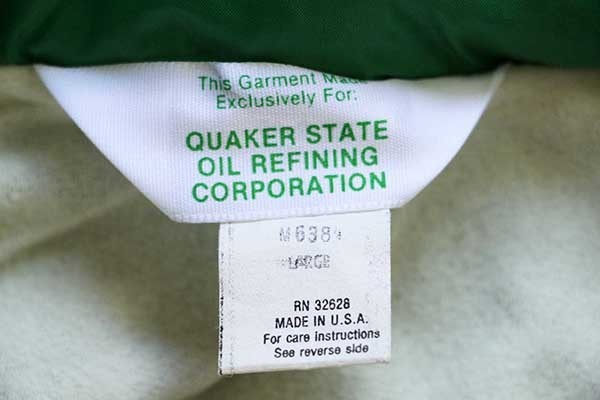 This Garment Made
Exclusively For:
QUAKER STATE
OIL REFINING
CORPORATION
LARGE
RN 32628
MADE IN U.S.A.
For care instructions
See reverse side